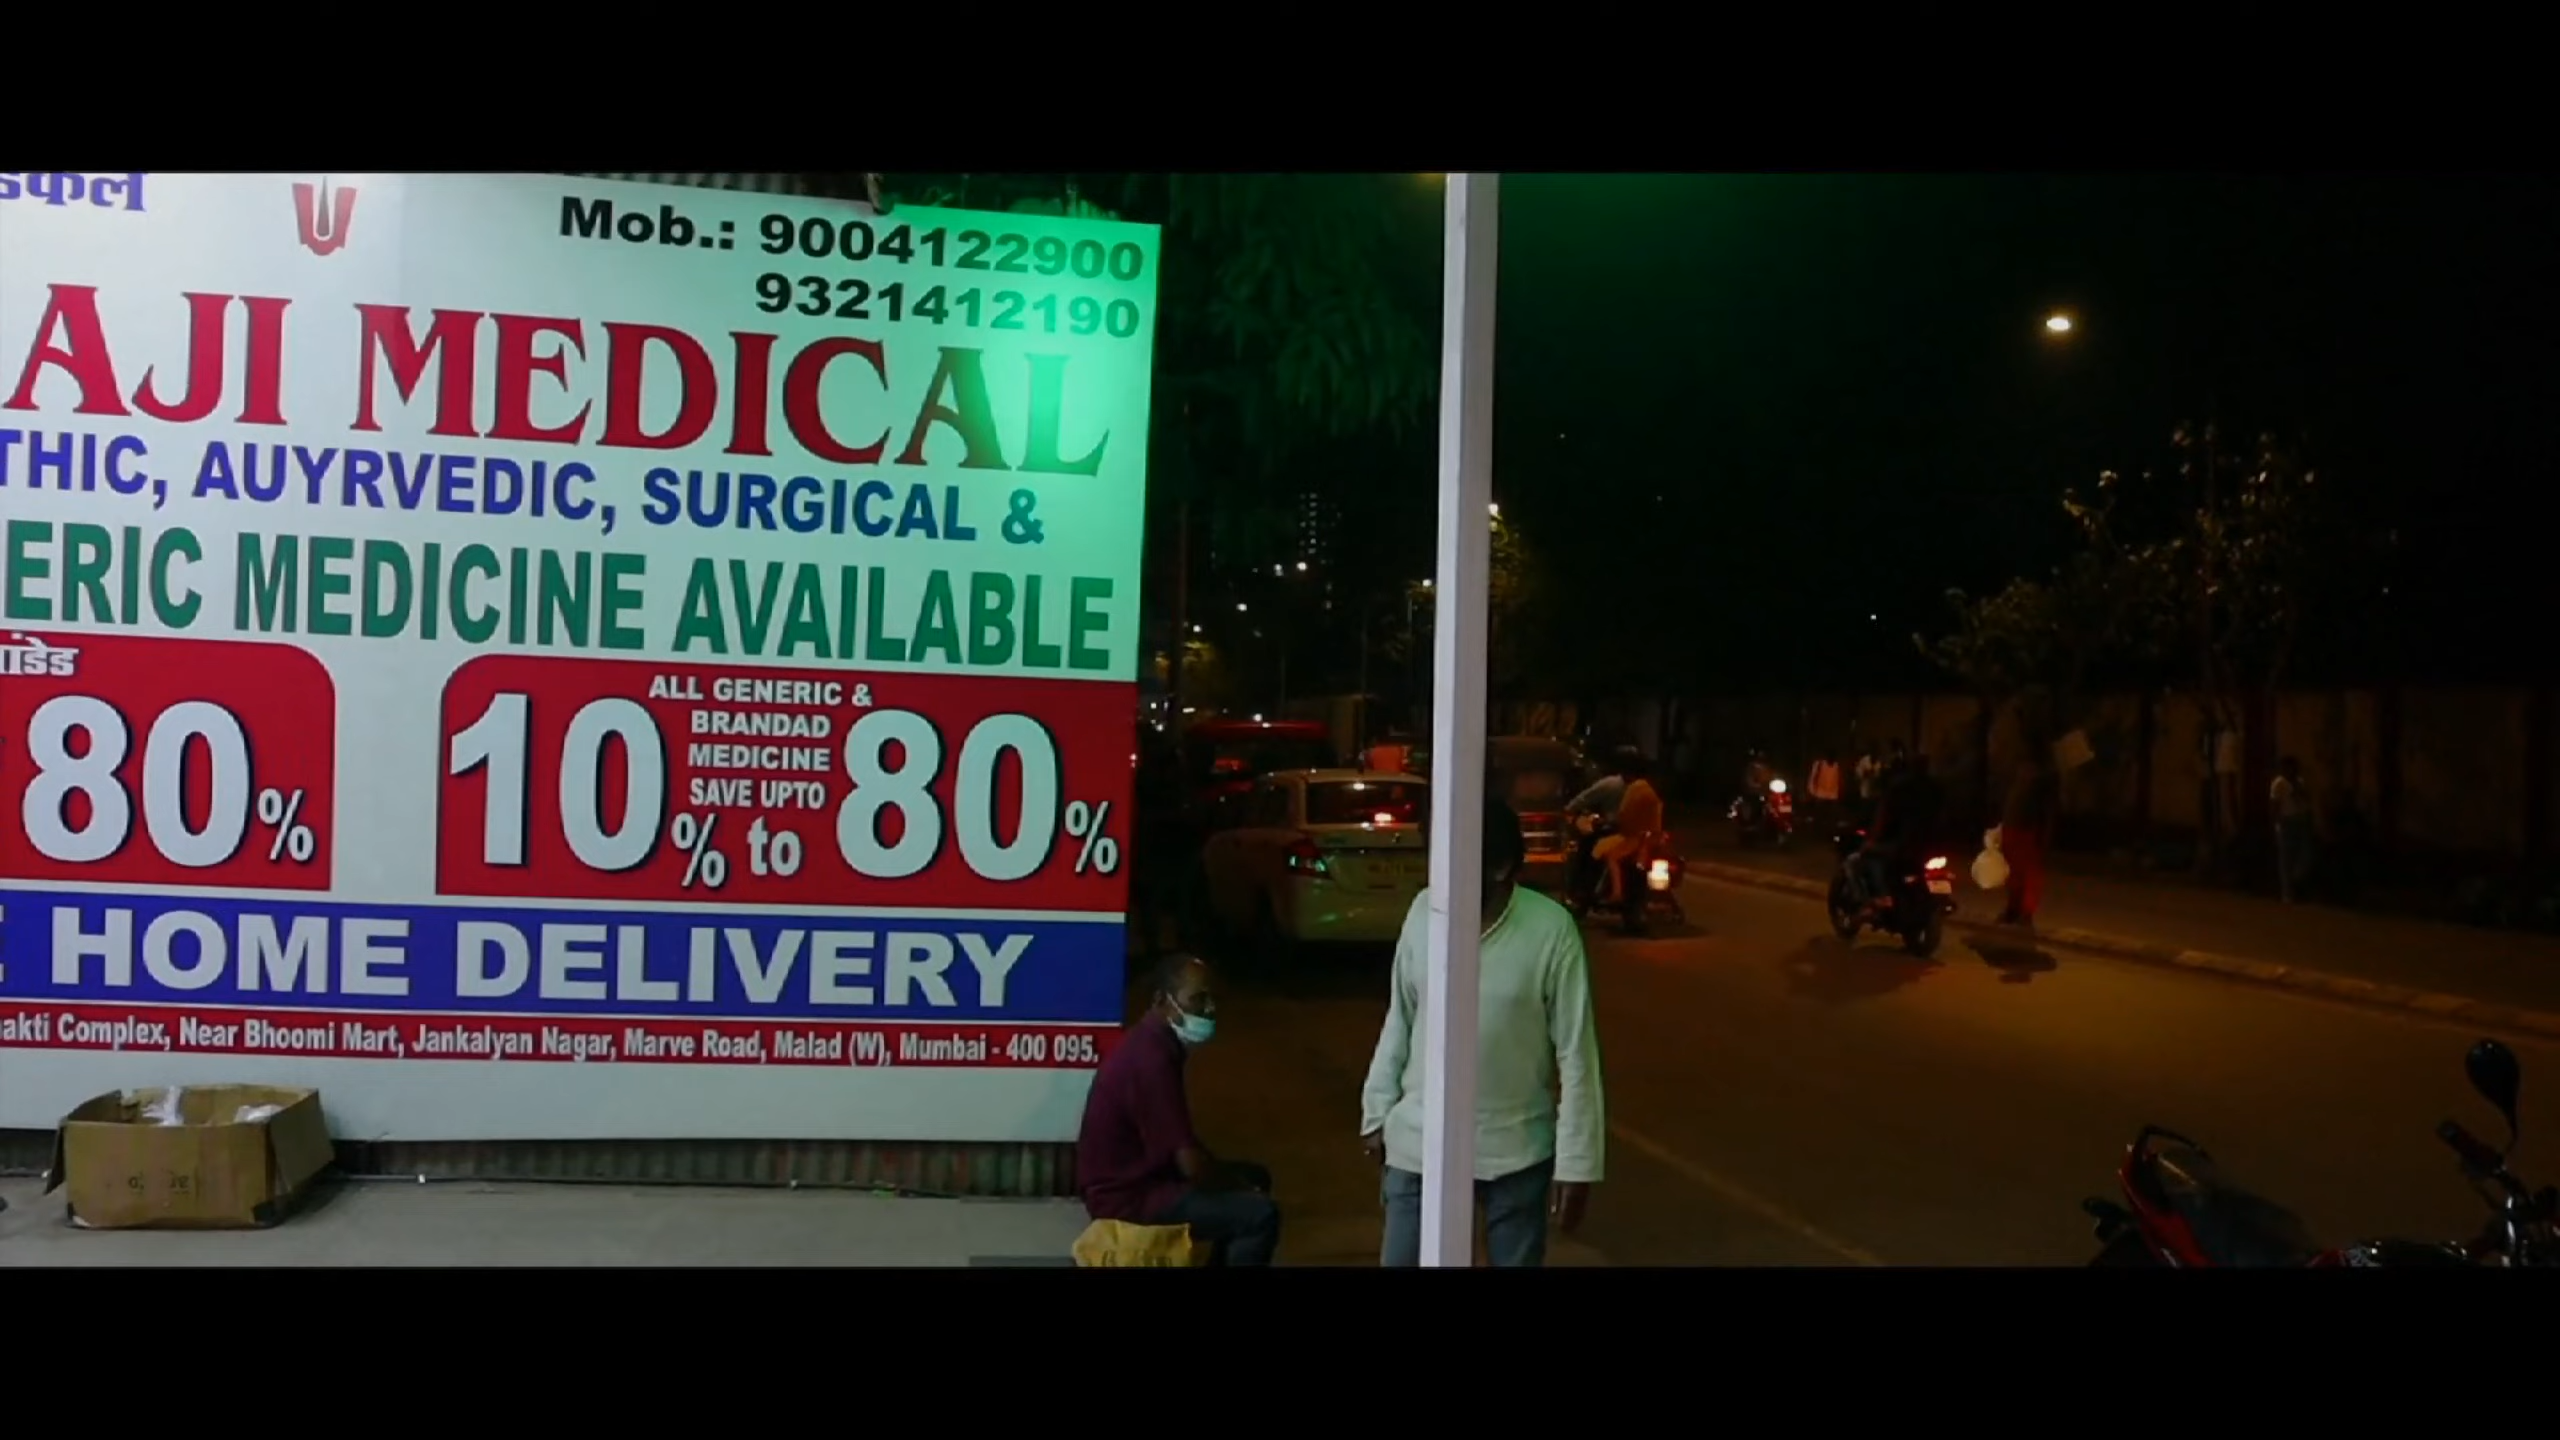 डकल
Mob.: 9004122900
9321412190
AJI MEDICAL
THIC, AUYRVEDIC, SURGICAL &
ERIC MEDICINE AVAILABLE
ांडेड
80%
ALL GENERIC &
BRANDAD
MEDICINE
SAVE UPTO
10% to 80%
E HOME DELIVERY
akti Complex, Near Bhoomi Mart, Jankalyan Nagar, Marve Road, Malad (W), Mumbai - 400 095.